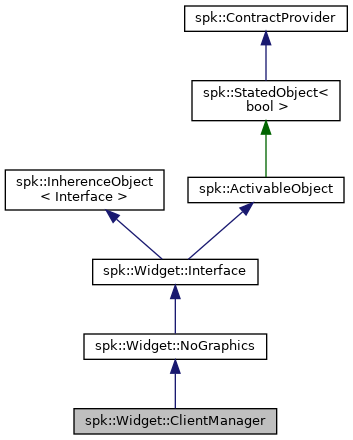 spk::ContractProvider
spk::StatedObject<
bool >
spk::InherenceObject
< Interface >
spk::ActivableObject
spk::Widget::Interface
spk::Widget::NoGraphics
spk::Widget::ClientManager